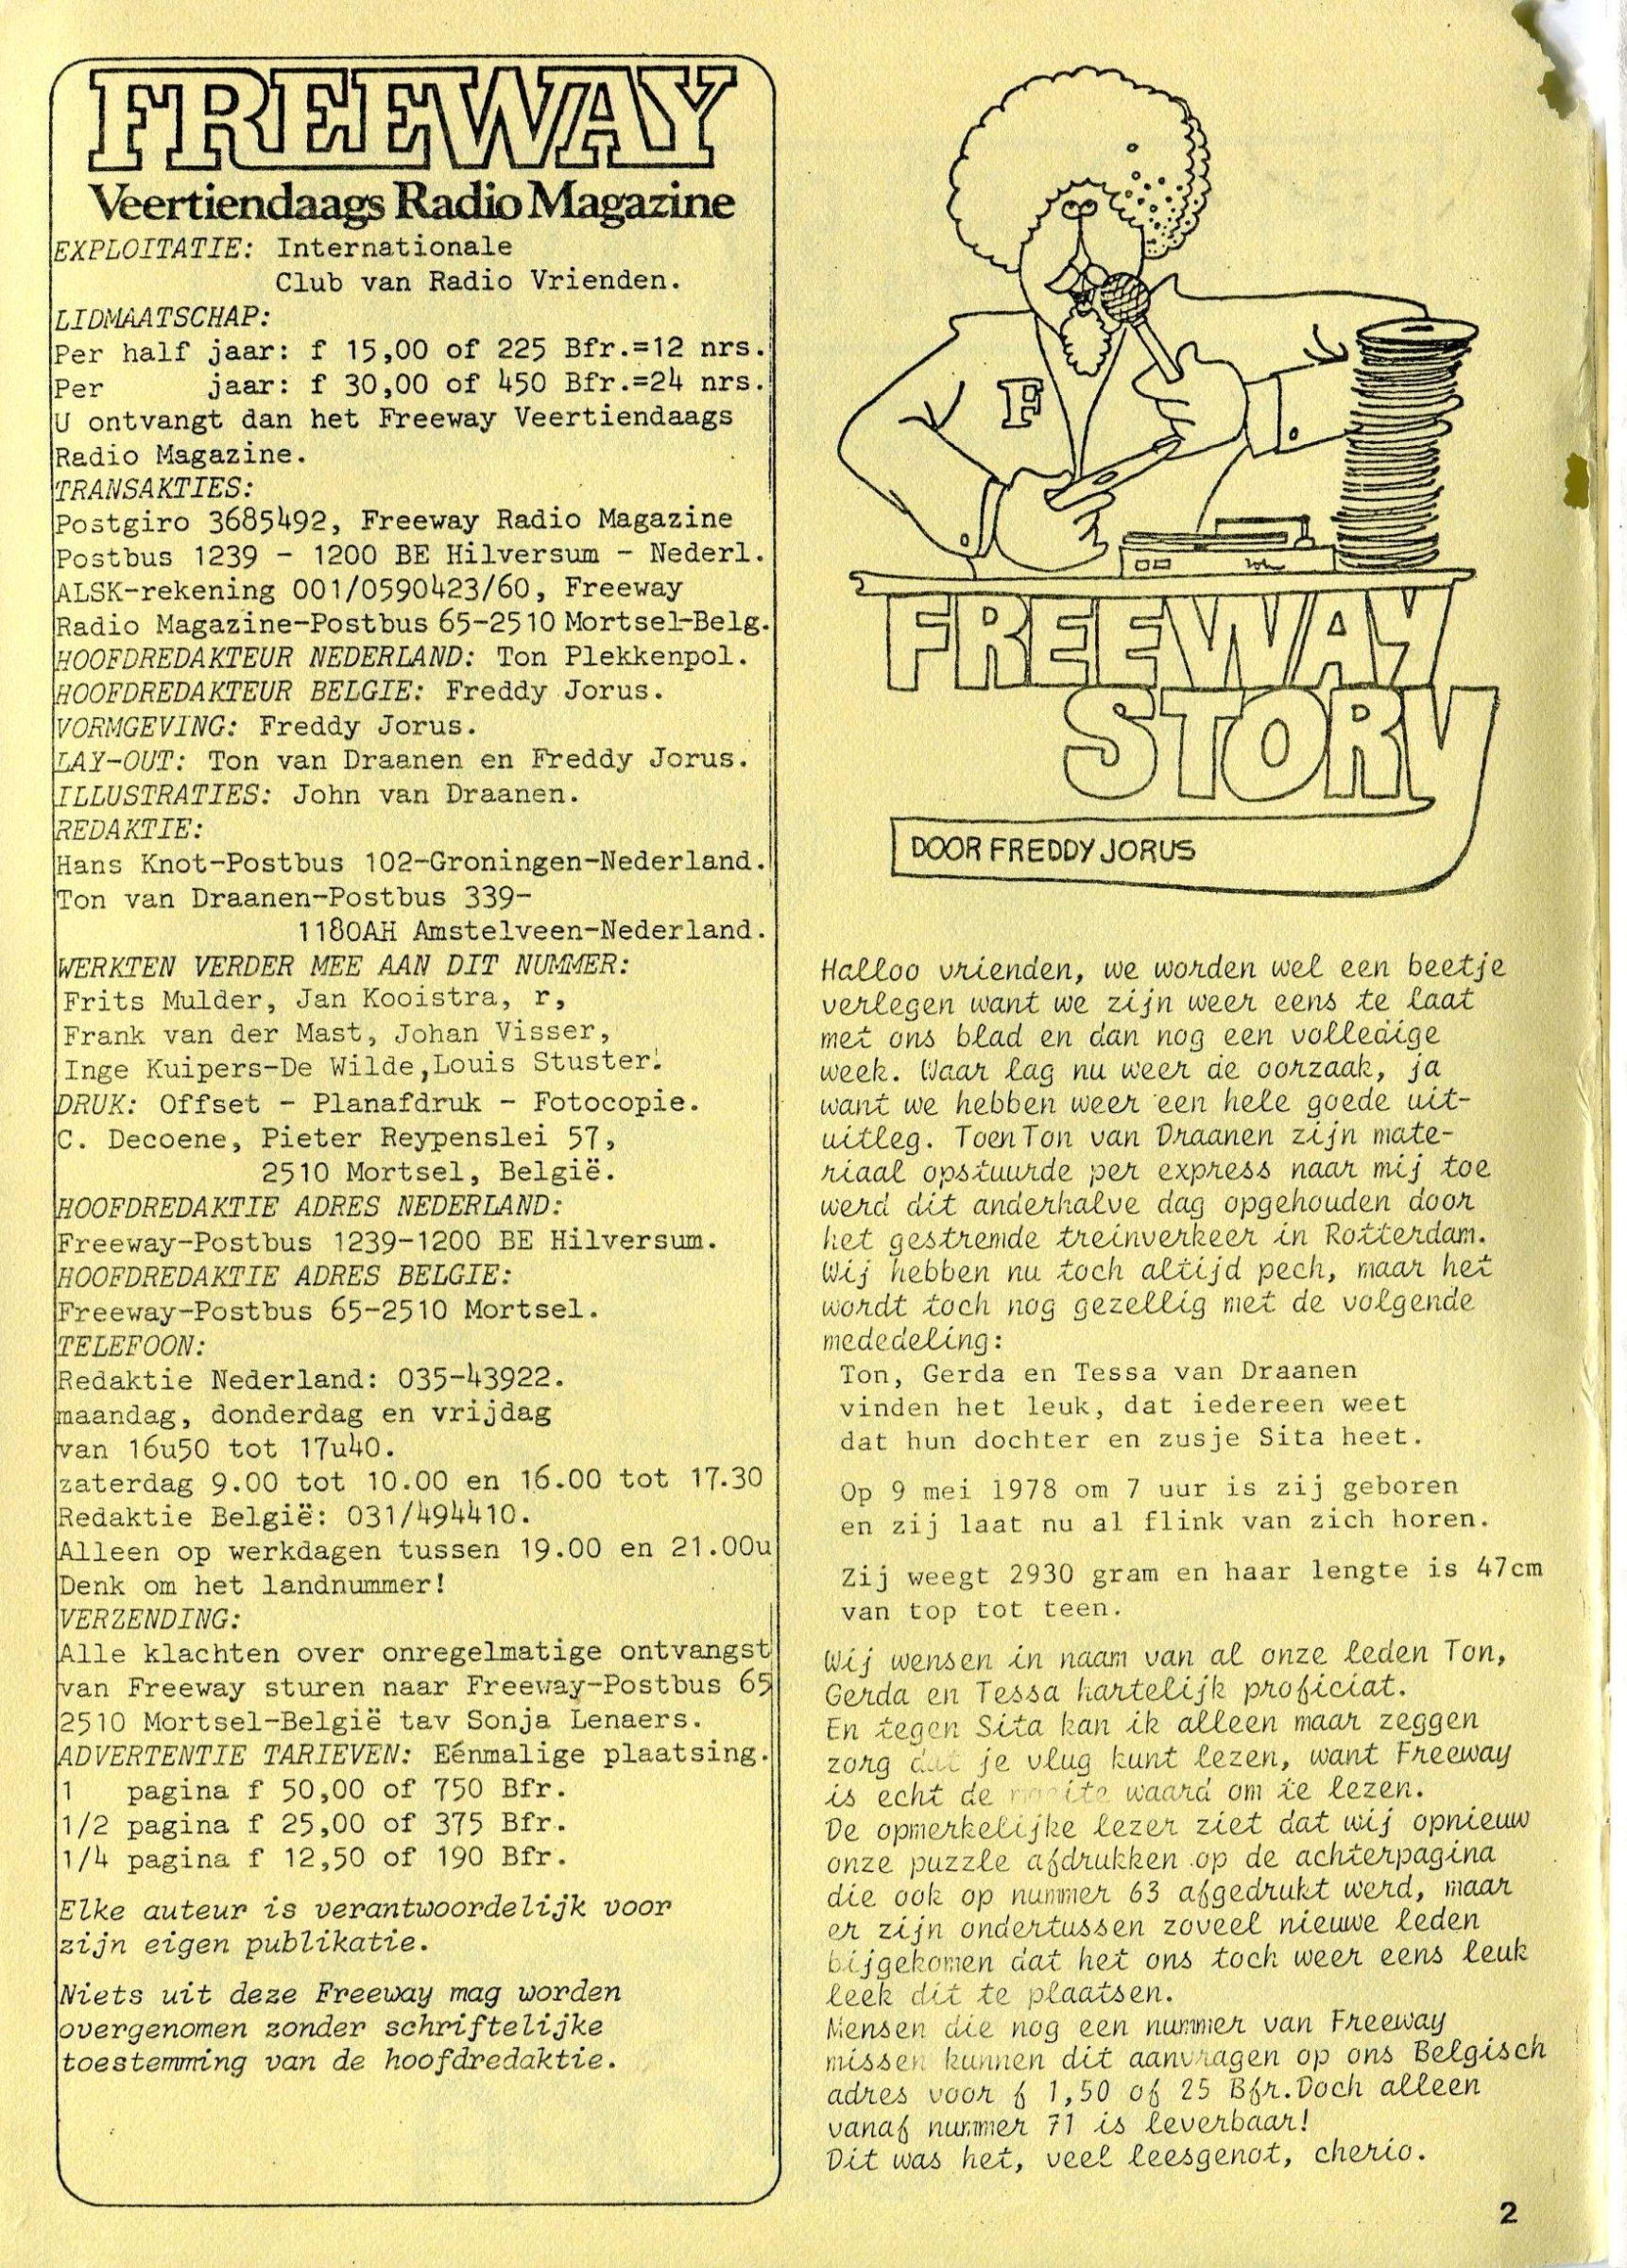 FREEWAY
Veertiendaags Radio Magazine
EXPLOITATIE: Internationale
Club van Radio Vrienden.
LIDMAATSCHAP:
Per half jaar: f 15,00 of 225 Bfr.=12 nrs.
Per jaar: f 30,00 of 450 Bfr.=24 nrs.
U ontvangt dan het Freeway Veertiendaags
Radio Magazine.
TRANSAKTIES:
Postgiro 3685492, Freeway Radio Magazine
Postbus 1239 - 1200 BE Hilversum - Nederl.
ALSK-rekening 001/0590423/60, Freeway
Radio Magazine-Postbus 65-2510 Mortsel-Belg.
HOOFDREDAKTEUR NEDERLAND: Ton Plekkenpol.
HOOFDREDAKTEUR BELGIE: Freddy Jorus.
VORMGEVING: Freddy Jorus.
LAY-OUT: Ton van Draanen en Freddy Jorus.
ILLUSTRATIES: John van Draanen.
REDAKTIE:
Hans Knot-Postbus 102-Groningen-Nederland.
Ton van Draanen-Postbus 339-
1180AH Amstelveen-Nederland.
WERKTEN VERDER MEE AAN DIT NUMMER:
Frits Mulder, Jan Kooistra, r,
Frank van der Mast, Johan Visser,
Inge Kuipers-De Wilde,Louis Stuster.
DRUK: Offset - Planafdruk - Fotocopie.
C. Decoene, Pieter Reypenslei 57,
2510 Mortsel, België.
HOOFDREDAKTIE ADRES NEDERLAND:
Freeway-Postbus 1239-1200 BE Hilversum.
HOOFDREDAKTIE ADRES BELGIE:
Freeway-Postbus 65-2510 Mortsel.
TELEFOON:
Redaktie Nederland: 035-43922.
maandag, donderdag en vrijdag
van 16u50 tot 17u40.
zaterdag 9.00 tot 10.00 en 16.00 tot 17.30
Redaktie België: 031/494410.
Alleen op werkdagen tussen 19.00 en 21.00u
Denk om het landnummer!
VERZENDING:
Alle klachten over onregelmatige ontvangst
van Freeway sturen naar Freeway-Postbus 65
2510 Mortsel-België tav Sonja Lenaers.
ADVERTENTIE TARIEVEN: Eénmalige plaatsing.
1 pagina f 50,00 of 750 Bfr.
1/2 pagina f 25,00 of 375 Bfr.
1/4 pagina f 12,50 of 190 Bfr.
Elke auteur is verantwoordelijk voor
zijn eigen publikatie.
Niets uit deze Freeway mag worden
overgenomen zonder schriftelijke
toestemming van de hoofdredaktie.
F
FREEWAY
STORY
DOOR FREDDY JORUS
Halloo vrienden, we worden wel een beetje
verlegen want we zijn weer eens te laat
met ons blad en dan nog een volledige
week. Waar lag nu weer de oorzaak, ja
want we hebben weer een hele goede uit-
uitleg. Toen Ton van Draanen zijn mate-
riaal opstuurde per express naar mij toe
werd dit anderhalve dag opgehouden door
het gestremde treinverkeer in Rotterdam.
Wij hebben nu toch altijd pech, maar het
wordt toch nog gezellig met de volgende
mededeling:
Ton, Gerda en Tessa van Draanen
vinden het leuk, dat iedereen weet
dat hun dochter en zusje Sita heet.
Op 9 mei 1978 om 7 uur is zij geboren
en zij laat nu al flink van zich horen.
Zij weegt 2930 gram en haar lengte is 47cm
van top tot teen.
Wij wensen in naam van al onze leden Ton,
Gerda en Tessa hartelijk proficiat.
En tegen Sita kan ik alleen maar zeggen
zorg dat je vlug kunt lezen, want Freeway
is echt de moeite waard om te lezen.
De opmerkelijke lezer ziet dat wij opnieuw
onze puzzle afdrukken op de achterpagina
die ook op nummer 63 afgedrukt werd, maar
er zijn ondertussen zoveel nieuwe leden
bijgekomen dat het ons toch weer eens leuk
leek dit te plaatsen.
Mensen die nog een nummer van Freeway
missen kunnen dit aanvragen op ons Belgisch
adres voor f 1,50 of 25 Bfr.Doch alleen
vanaf nummer 71 is leverbaar!
Dit was het, veel leesgenot, cherio.
2